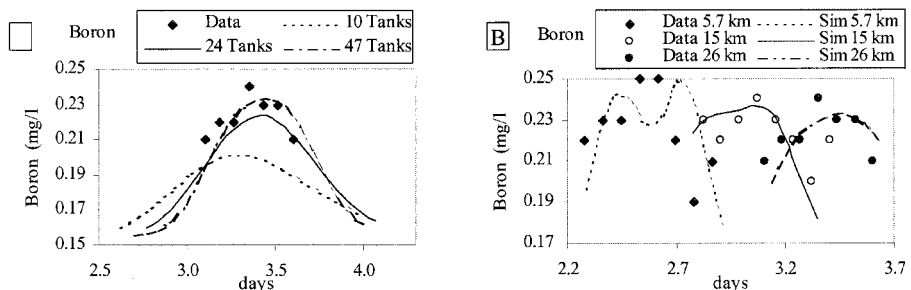 Boron
Data
10 Tanks
24 Tanks
47 Tanks
Boron (mg/l
0.25
0.23
0.21
0.19
0.17
0.15
2.5
3.0
3.5
4.0
days
B
Boron
Data 5.7 km
Sim 5.7 km
Data 15 km
Sim 15 km
Data 26 km
Sim 26 km
Boron (mg/l
0.25
0.23
0.21
0.19
0.17
2.2
2.7
3.2
3.7
days